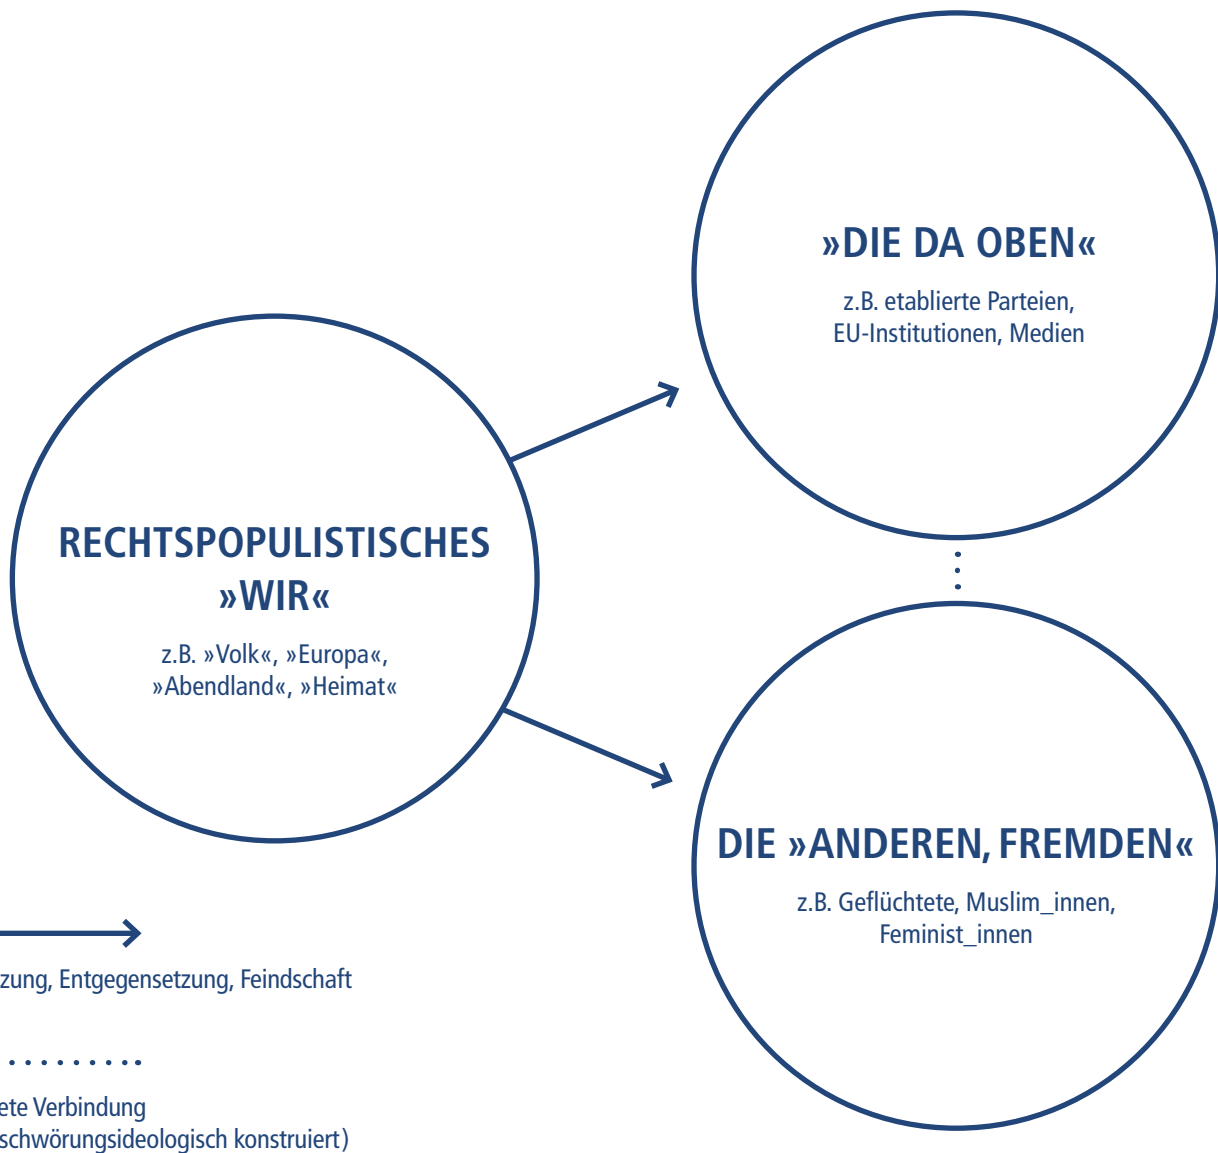 »DIE DA OBEN«
z.B. etablierte Parteien,
EU-Institutionen, Medien
RECHTSPOPULISTISCHES
»WIR«
z.B. »Volk«, »Europa«,
»Abendland«, »Heimat«
DIE »ANDEREN, FREMDEN«
z.B. Geflüchtete, Muslim_innen,
Feminist_innen
zung, Entgegensetzung, Feindschaft
ete Verbindung
schwörungsideologisch konstruiert)